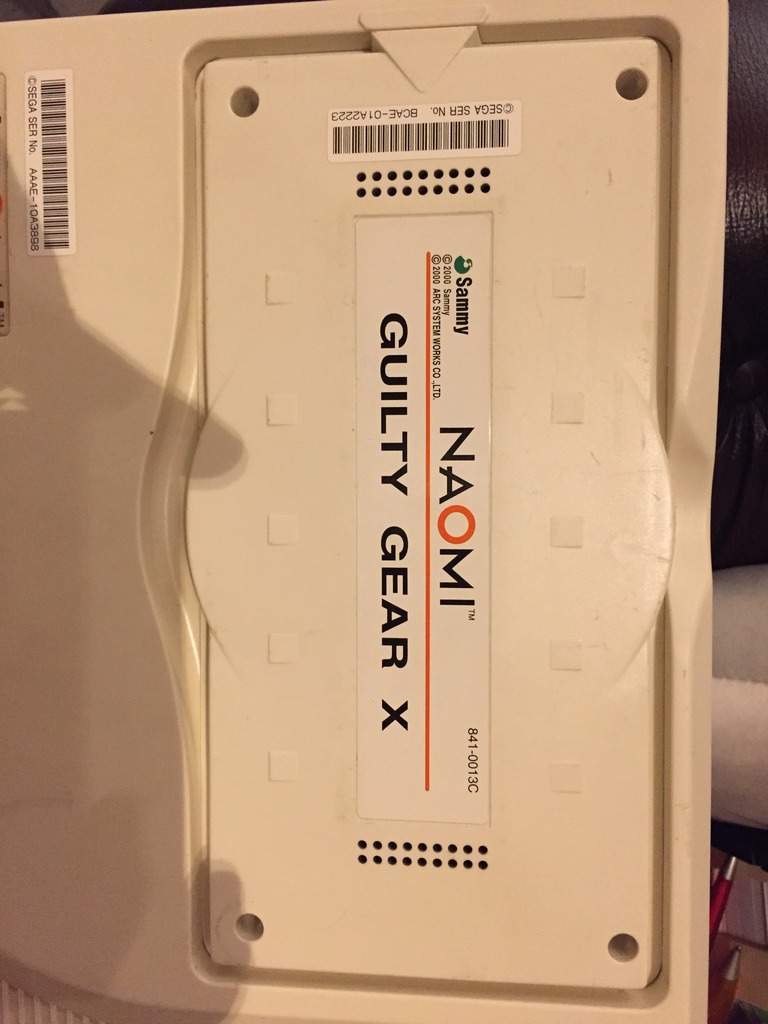 ©SEGA SER No. AAAE-10A3898
©SEGA SER No. BCAE-01A2223
Sammy
© 2000 Sammy
© 2000 ARC SYSTEM WORKS CO.,LTD.
NAOMI™
841-0013C
GUILTY GEAR X
TM